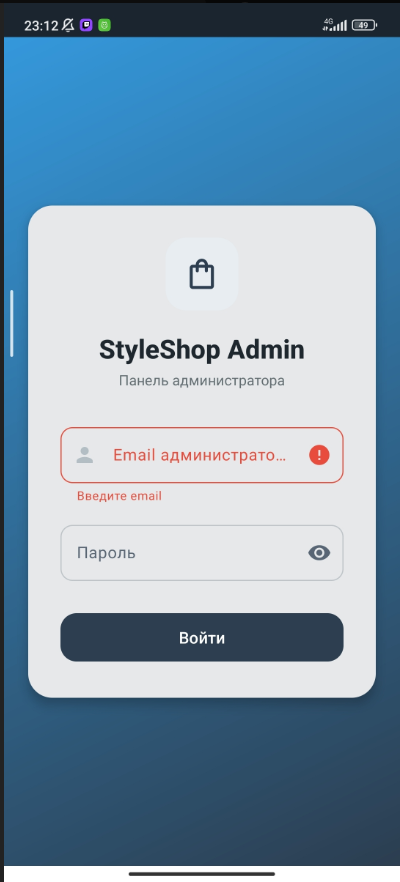 23:12
4G
49
StyleShop Admin
Панель администратора
Email администрато...
Введите email
Пароль
Войти